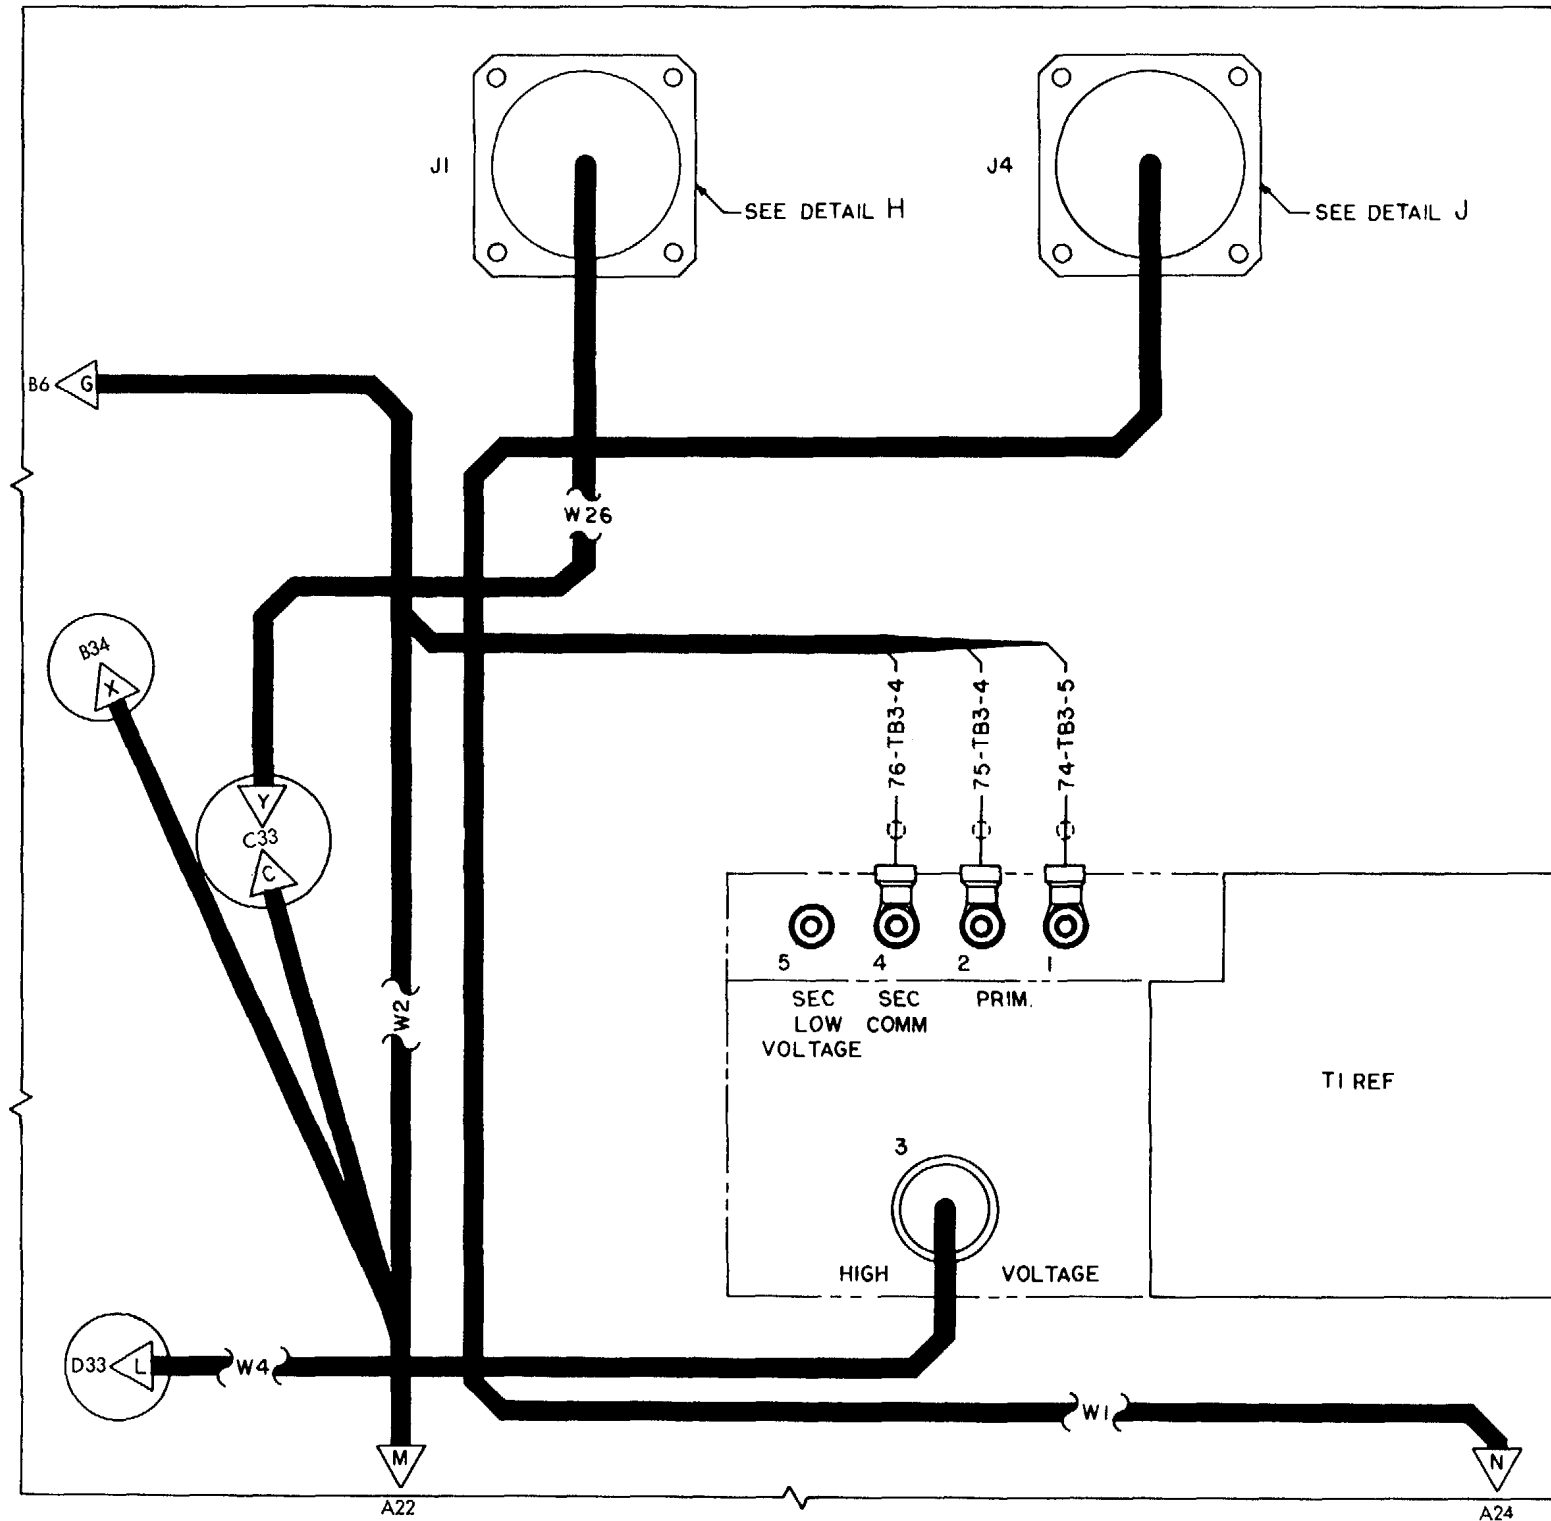 J1
SEE DETAIL H
J4
SEE DETAIL J
B6
G
W26
B34
X
76-TB3-4
75-TB3-4
74-TB3-5
Y
C33
C
5
4
2
1
SEC
LOW
VOLTAGE
SEC
COMM
PRIM.
W2
T1 REF
3
HIGH
VOLTAGE
D33
L
W4
W1
M
N
A22
A24